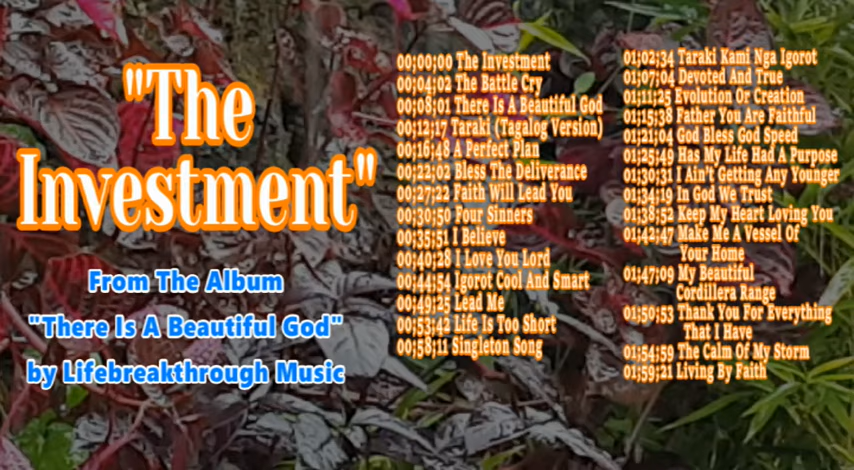 "The
Investment"
From The Album
"There Is A Beautiful God"
by Lifebreakthrough Music
00;00;00 The Investment
00;04;02 The Battle Cry
00;08;01 There Is A Beautiful God
00;12;17 Taraki (Tagalog Version)
00;16;48 A Perfect Plan
00;22;02 Bless The Deliverance
00;27;22 Faith Will Lead You
00;30;50 Four Sinners
00;35;51 I Believe
00;40;28 I Love You Lord
00;44;54 Igorot Cool And Smart
00;49;25 Lead Me
00;53;42 Life Is Too Short
00;58;11 Singleton Song
01;02;34 Taraki Kami Nga Igorot
01;07;04 Devoted And True
01;11;25 Evolution Or Creation
01;15;38 Father You Are Faithful
01;21;04 God Bless God Speed
01;25;49 Has My Life Had A Purpose
01;30;31 I Ain't Getting Any Younger
01;34;19 In God We Trust
01;38;52 Keep My Heart Loving You
01;42;47 Make Me A Vessel Of
Your Home
01;47;09 My Beautiful
Cordillera Range
01;50;53 Thank You For Everything
That I Have
01;54;59 The Calm Of My Storm
01;59;21 Living By Faith